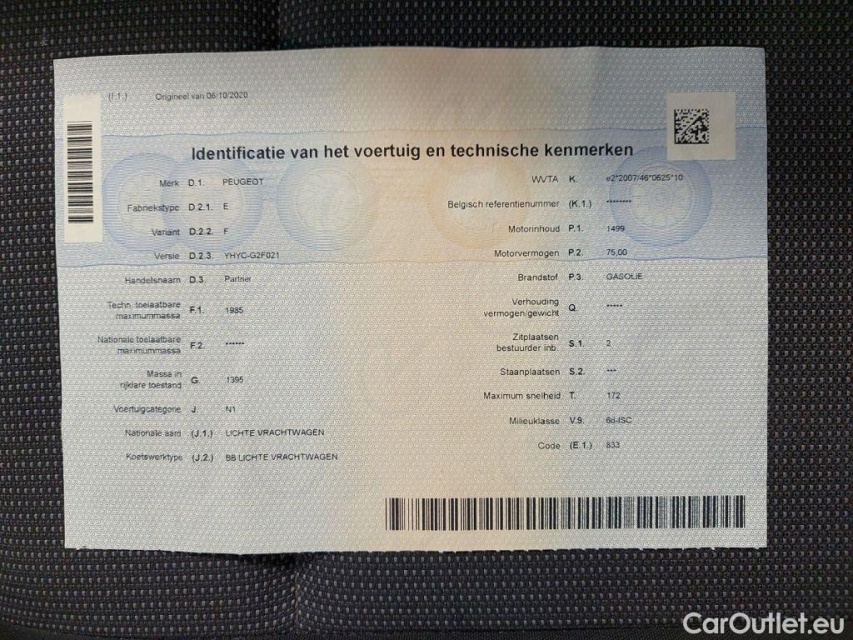 (I.1.) Origineel van 06/10/2020
Identificatie van het voertuig en technische kenmerken
Merk D.1. PEUGEOT
Fabriekstype D.2.1. E
Variant D.2.2. F
Versie D.2.3. YHYC-G2F021
Handelsnaam D.3. Partner
Techn. toelaatbare
maximummassa F.1. 1985
Nationale toelaatbare
maximummassa F.2. ------
Massa in
rijklare toestand G. 1395
Voertuigcategorie J. N1
Nationale aard (J.1.) LICHTE VRACHTWAGEN
Koetswerktype (J.2.) BB LICHTE VRACHTWAGEN
WVTA K. e2*2007/46*0625*10
Belgisch referentienummer (K.1.) --------
Motorinhoud P.1. 1499
Motorvermogen P.2. 75,00
Brandstof P.3. GASOLIE
Verhouding
vermogen/gewicht Q. -----
Zitplaatsen
bestuurder inb. S.1. 2
Staanplaatsen S.2. ---
Maximum snelheid T. 172
Milieuklasse V.9. 6d-ISC
Code (E.1.) 833
CarOutlet.eu